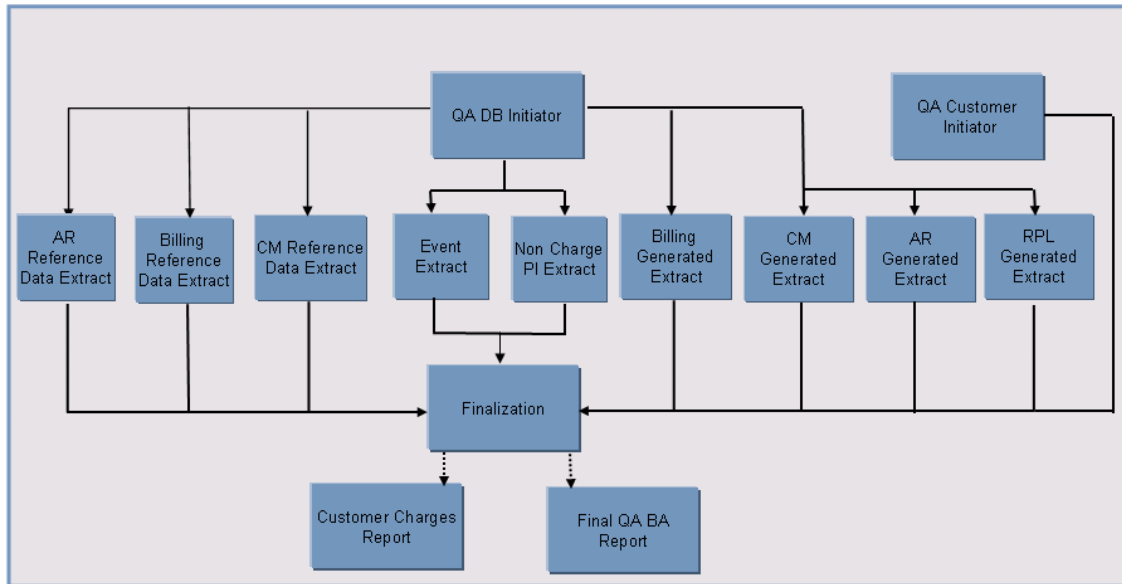 QA DB Initiator
QA Customer
Initiator
AR
Reference
Data Extract
Billing
Reference
Data Extract
CM Reference
Data Extract
Event
Extract
Non Charge
PI Extract
Billing
Generated
Extract
CM
Generated
Extract
AR
Generated
Extract
RPL
Generated
Extract
Finalization
Customer Charges
Report
Final QA BA
Report